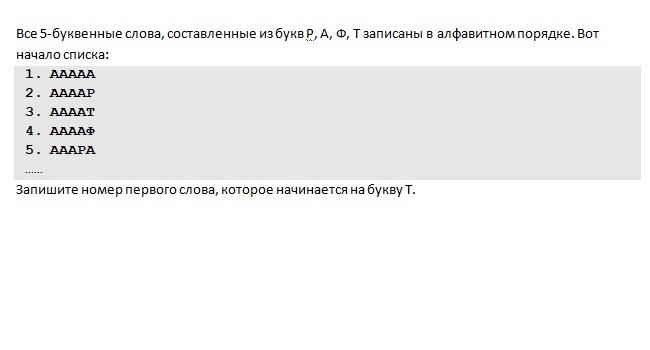 Все 5-буквенные слова, составленные из букв Р, А, Ф, Т записаны в алфавитном порядке. Вот
начало списка:
1. ААААА
2. ААААР
3. ААААТ
4. ААААФ
5. АААРА
……
Запишите номер первого слова, которое начинается на букву Т.